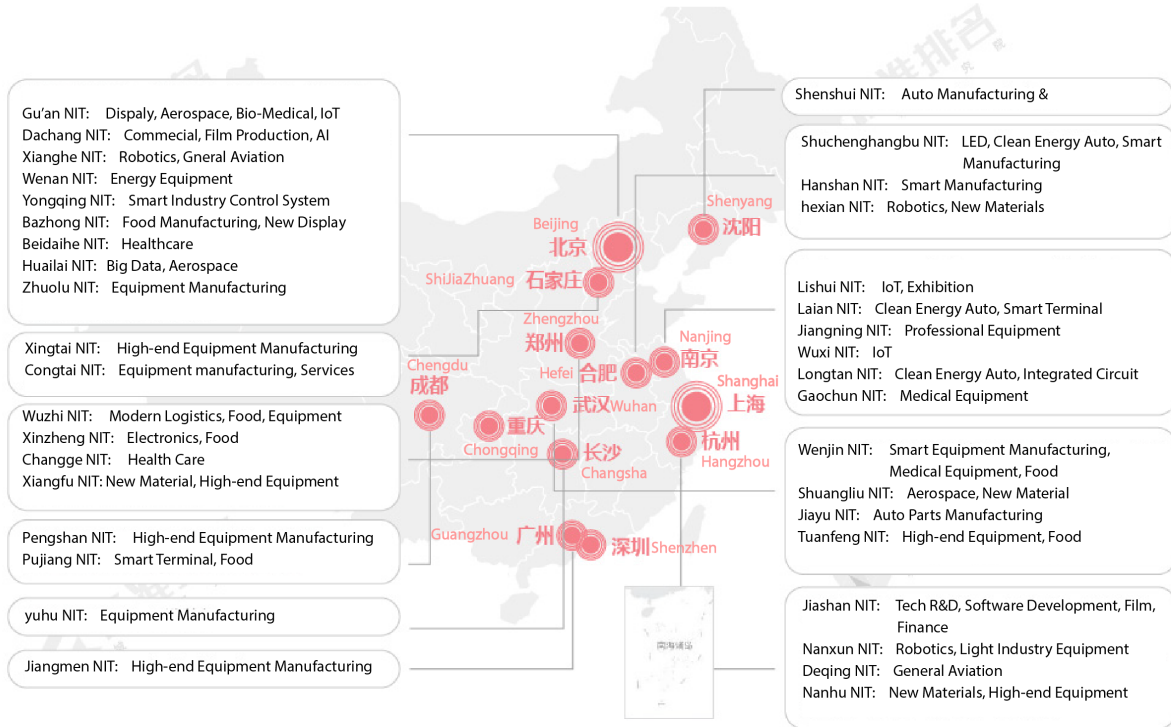 Gu'an NIT: Dispaly, Aerospace, Bio-Medical, IoT
Dachang NIT: Commecial, Film Production, AI
Xianghe NIT: Robotics, Gneral Aviation
Wenan NIT: Energy Equipment
Yongqing NIT: Smart Industry Control System
Bazhong NIT: Food Manufacturing, New Display
Beidaihe NIT: Healthcare
Huailai NIT: Big Data, Aerospace
Zhuolu NIT: Equipment Manufacturing
Xingtai NIT: High-end Equipment Manufacturing
Congtai NIT: Equipment manufacturing, Services
Wuzhi NIT: Modern Logistics, Food, Equipment
Xinzheng NIT: Electronics, Food
Changge NIT: Health Care
Xiangfu NIT: New Material, High-end Equipment
Pengshan NIT: High-end Equipment Manufacturing
Pujiang NIT: Smart Terminal, Food
yuhu NIT: Equipment Manufacturing
Jiangmen NIT: High-end Equipment Manufacturing
Shenyang
沈阳
Beijing
北京
ShiJiaZhuang 石家庄
Zhengzhou
郑州
Nanjing
南京
Chengdu
成都
Hefei 合肥
Shanghai
上海
武汉 Wuhan
重庆
Chongqing
杭州
Hangzhou
长沙
Changsha
Guangzhou 广州
深圳 Shenzhen
南海诸岛
Shenshui NIT: Auto Manufacturing &
Shuchenghangbu NIT: LED, Clean Energy Auto, Smart
Manufacturing
Hanshan NIT: Smart Manufacturing
hexian NIT: Robotics, New Materials
Lishui NIT: IoT, Exhibition
Laian NIT: Clean Energy Auto, Smart Terminal
Jiangning NIT: Professional Equipment
Wuxi NIT: IoT
Longtan NIT: Clean Energy Auto, Integrated Circuit
Gaochun NIT: Medical Equipment
Wenjin NIT: Smart Equipment Manufacturing,
Medical Equipment, Food
Shuangliu NIT: Aerospace, New Material
Jiayu NIT: Auto Parts Manufacturing
Tuanfeng NIT: High-end Equipment, Food
Jiashan NIT: Tech R&D, Software Development, Film,
Finance
Nanxun NIT: Robotics, Light Industry Equipment
Deqing NIT: General Aviation
Nanhu NIT: New Materials, High-end Equipment